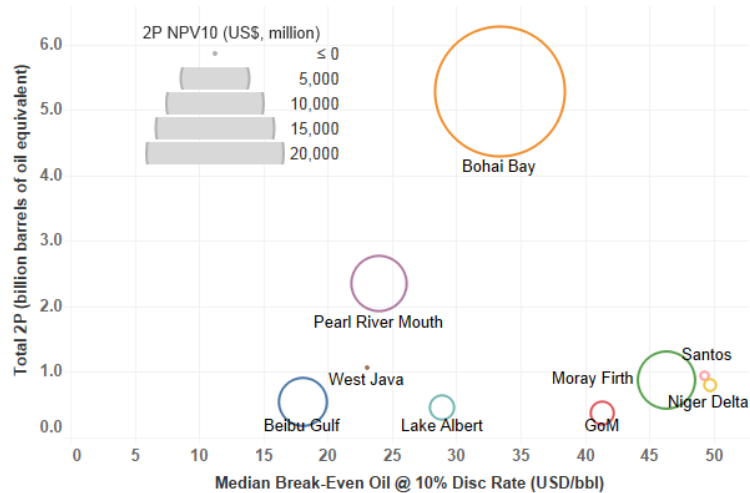 2P NPV10 (US$, million)
≤ 0
5,000
10,000
15,000
20,000
Total 2P (billion barrels of oil equivalent)
6.0
5.0
4.0
3.0
2.0
1.0
0.0
Bohai Bay
Pearl River Mouth
West Java
Beibu Gulf
Lake Albert
Moray Firth
GoM
Santos
Niger Delta
0 5 10 15 20 25 30 35 40 45 50
Median Break-Even Oil @ 10% Disc Rate (USD/bbl)